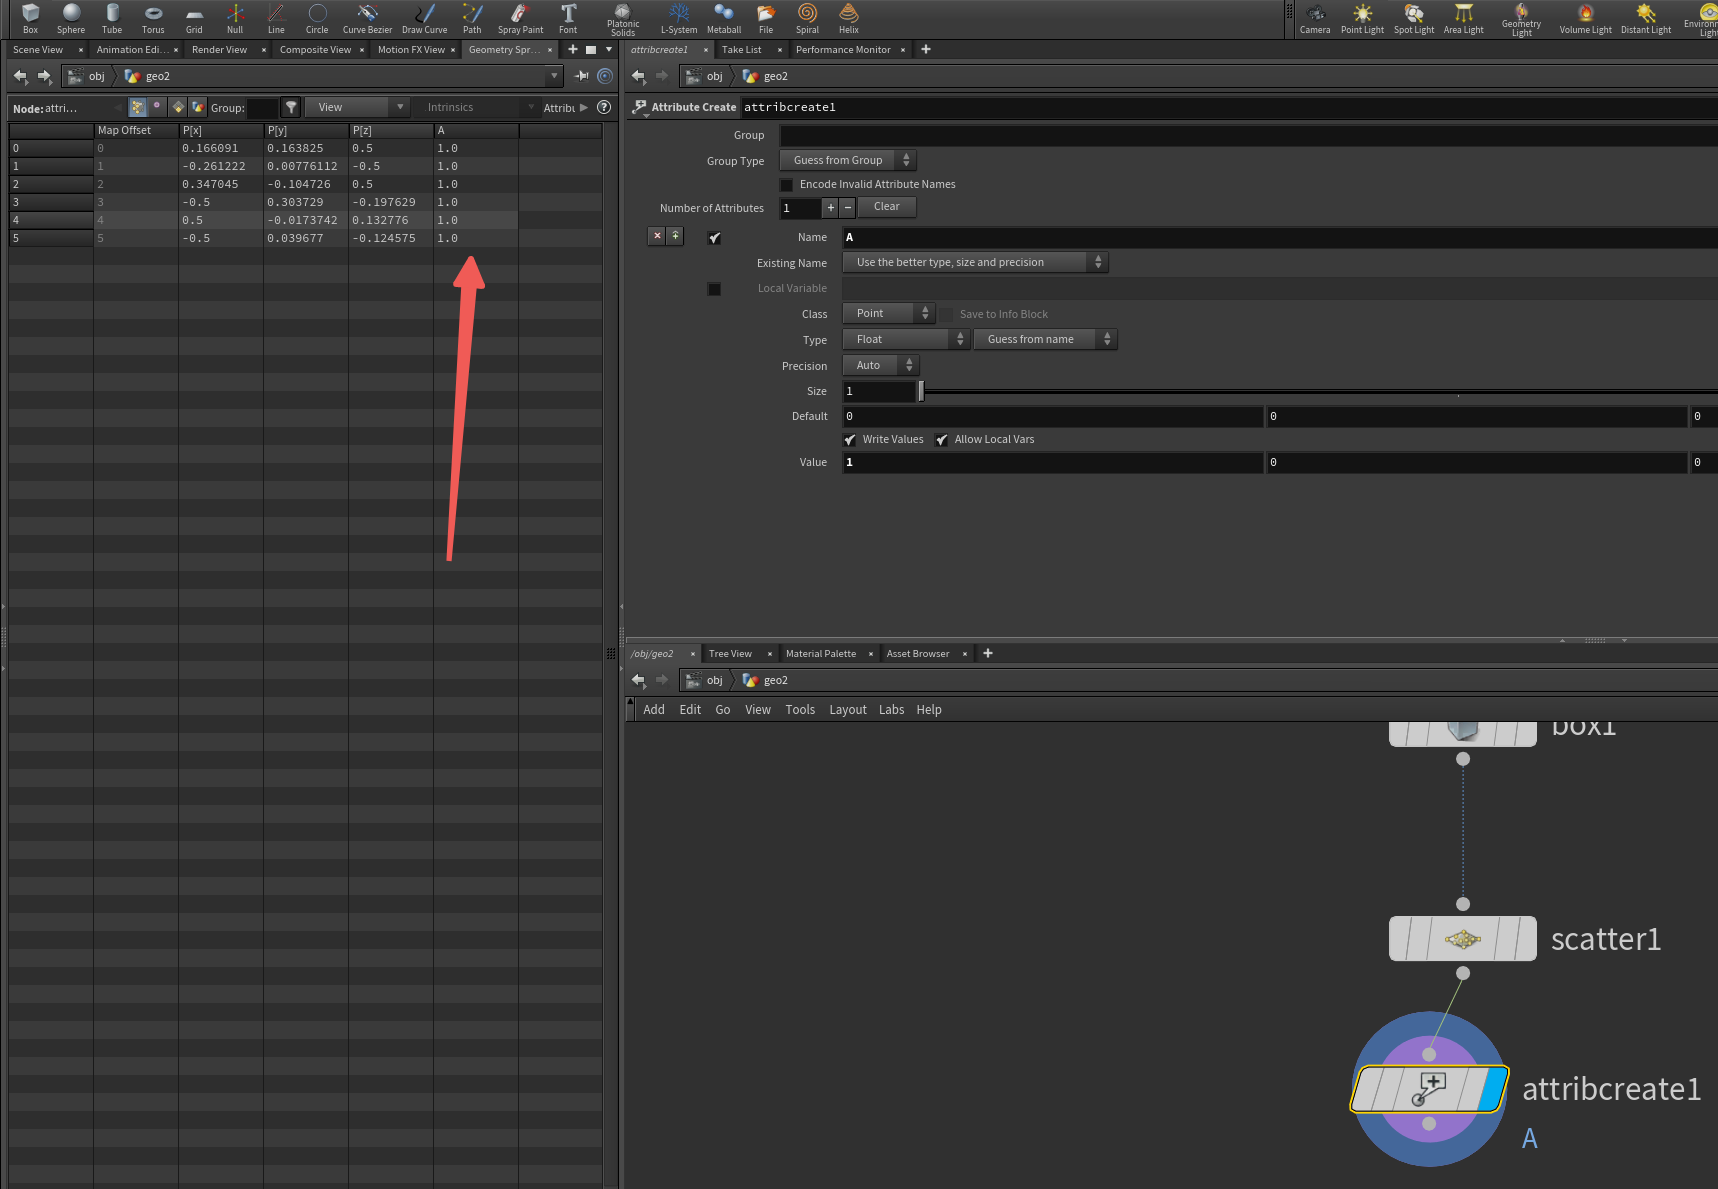 Box Sphere Tube Torus Grid Null Line Circle Curve Bezier Draw Curve Path Spray Paint Font Platonic Solids L-System Metaball File Spiral Helix
Camera Point Light Spot Light Area Light Geometry Light Volume Light Distant Light Environ Light
Scene View × Animation Edi... × Render View × Composite View × Motion FX View × Geometry Spr... × +
obj geo2
Node: attri... Group: View Intrinsics Attribu ?
Map Offset P[x] P[y] P[z] A
0 0 0.166091 0.163825 0.5 1.0
1 1 -0.261222 0.00776112 -0.5 1.0
2 2 0.347045 -0.104726 0.5 1.0
3 3 -0.5 0.303729 -0.197629 1.0
4 4 0.5 -0.0173742 0.132776 1.0
5 5 -0.5 0.039677 -0.124575 1.0
attribcreate1 × Take List × Performance Monitor × +
obj geo2
Attribute Create attribcreate1
Group
Group Type Guess from Group
Encode Invalid Attribute Names
Number of Attributes 1 + − Clear
Name A
Existing Name Use the better type, size and precision
Local Variable
Class Point Save to Info Block
Type Float Guess from name
Precision Auto
Size 1
Default 0 0 0
Write Values Allow Local Vars
Value 1 0 0
/obj/geo2 × Tree View × Material Palette × Asset Browser × +
obj geo2
Add Edit Go View Tools Layout Labs Help
box1
scatter1
attribcreate1
A